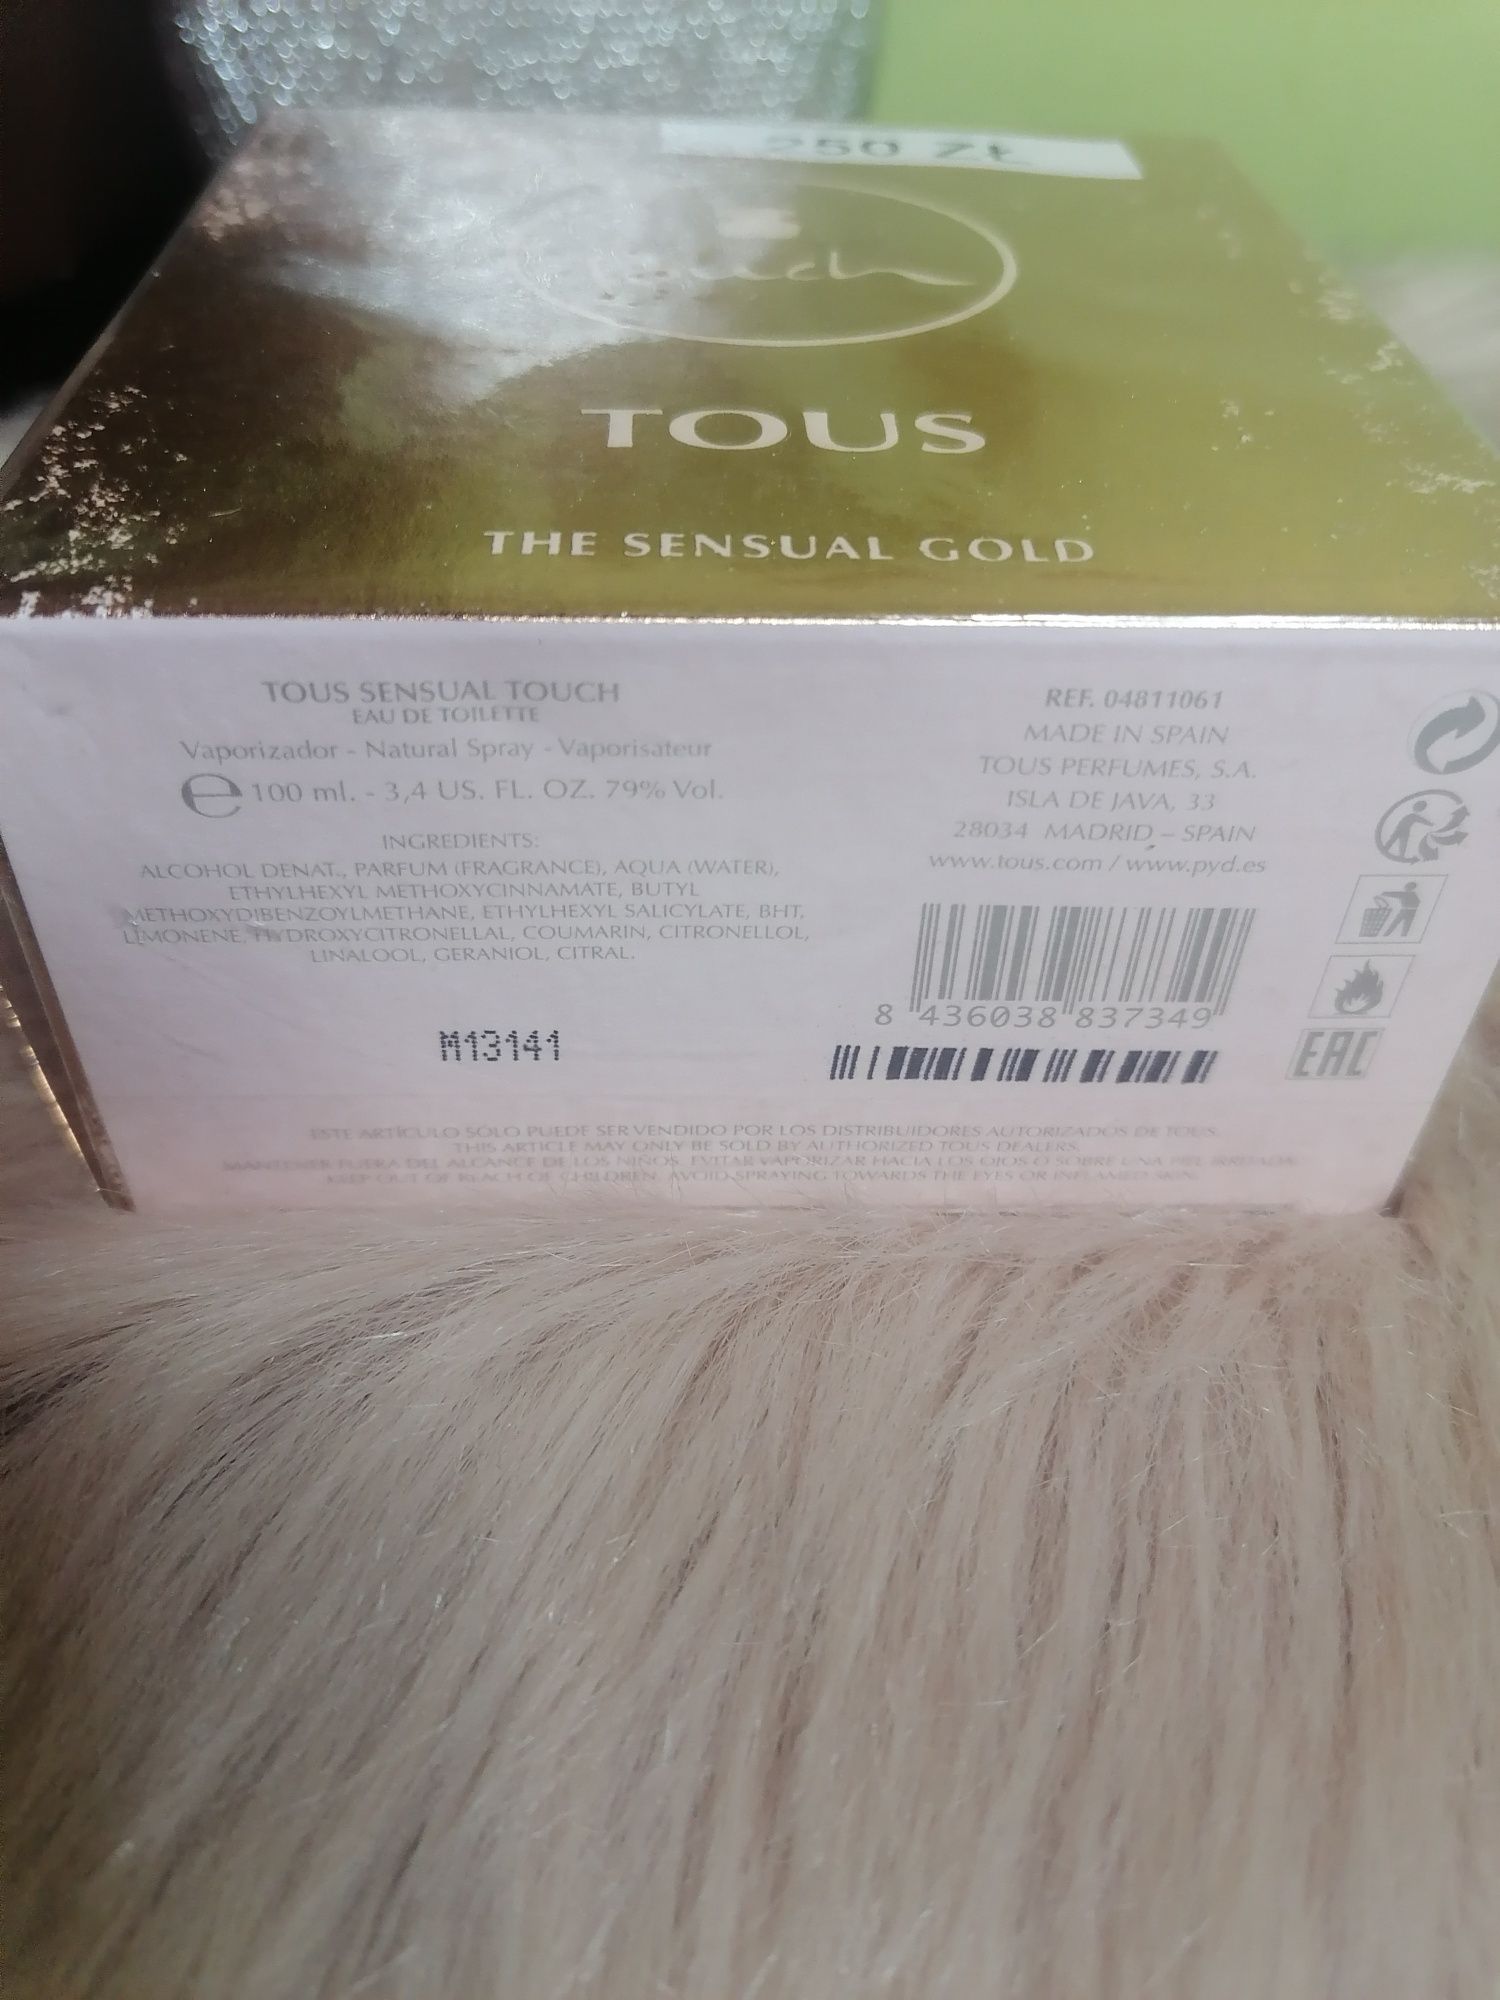 250 ZŁ
Touch
TOUS
THE SENSUAL GOLD
TOUS SENSUAL TOUCH
EAU DE TOILETTE
Vaporizador - Natural Spray - Vaporisateur
e 100 ml. - 3,4 US. FL. OZ. 79% Vol.
INGREDIENTS:
ALCOHOL DENAT., PARFUM (FRAGRANCE), AQUA (WATER),
ETHYLHEXYL METHOXYCINNAMATE, BUTYL
METHOXYDIBENZOYLMETHANE, ETHYLHEXYL SALICYLATE, BHT,
LIMONENE, HYDROXYCITRONELLAL, COUMARIN, CITRONELLOL,
LINALOOL, GERANIOL, CITRAL.
M13141
REF. 04811061
MADE IN SPAIN
TOUS PERFUMES, S.A.
ISLA DE JAVA, 33
28034 MADRID – SPAIN
www.tous.com / www.pyd.es
8 436038 837349
EAC
ESTE ARTÍCULO SÓLO PUEDE SER VENDIDO POR LOS DISTRIBUIDORES AUTORIZADOS DE TOUS.
THIS ARTICLE MAY ONLY BE SOLD BY AUTHORIZED TOUS DEALERS.
MANTENER FUERA DEL ALCANCE DE LOS NIÑOS. EVITAR VAPORIZAR HACIA LOS OJOS O SOBRE UNA PIEL IRRITADA.
KEEP OUT OF REACH OF CHILDREN. AVOID SPRAYING TOWARDS THE EYES OR INFLAMED SKIN.